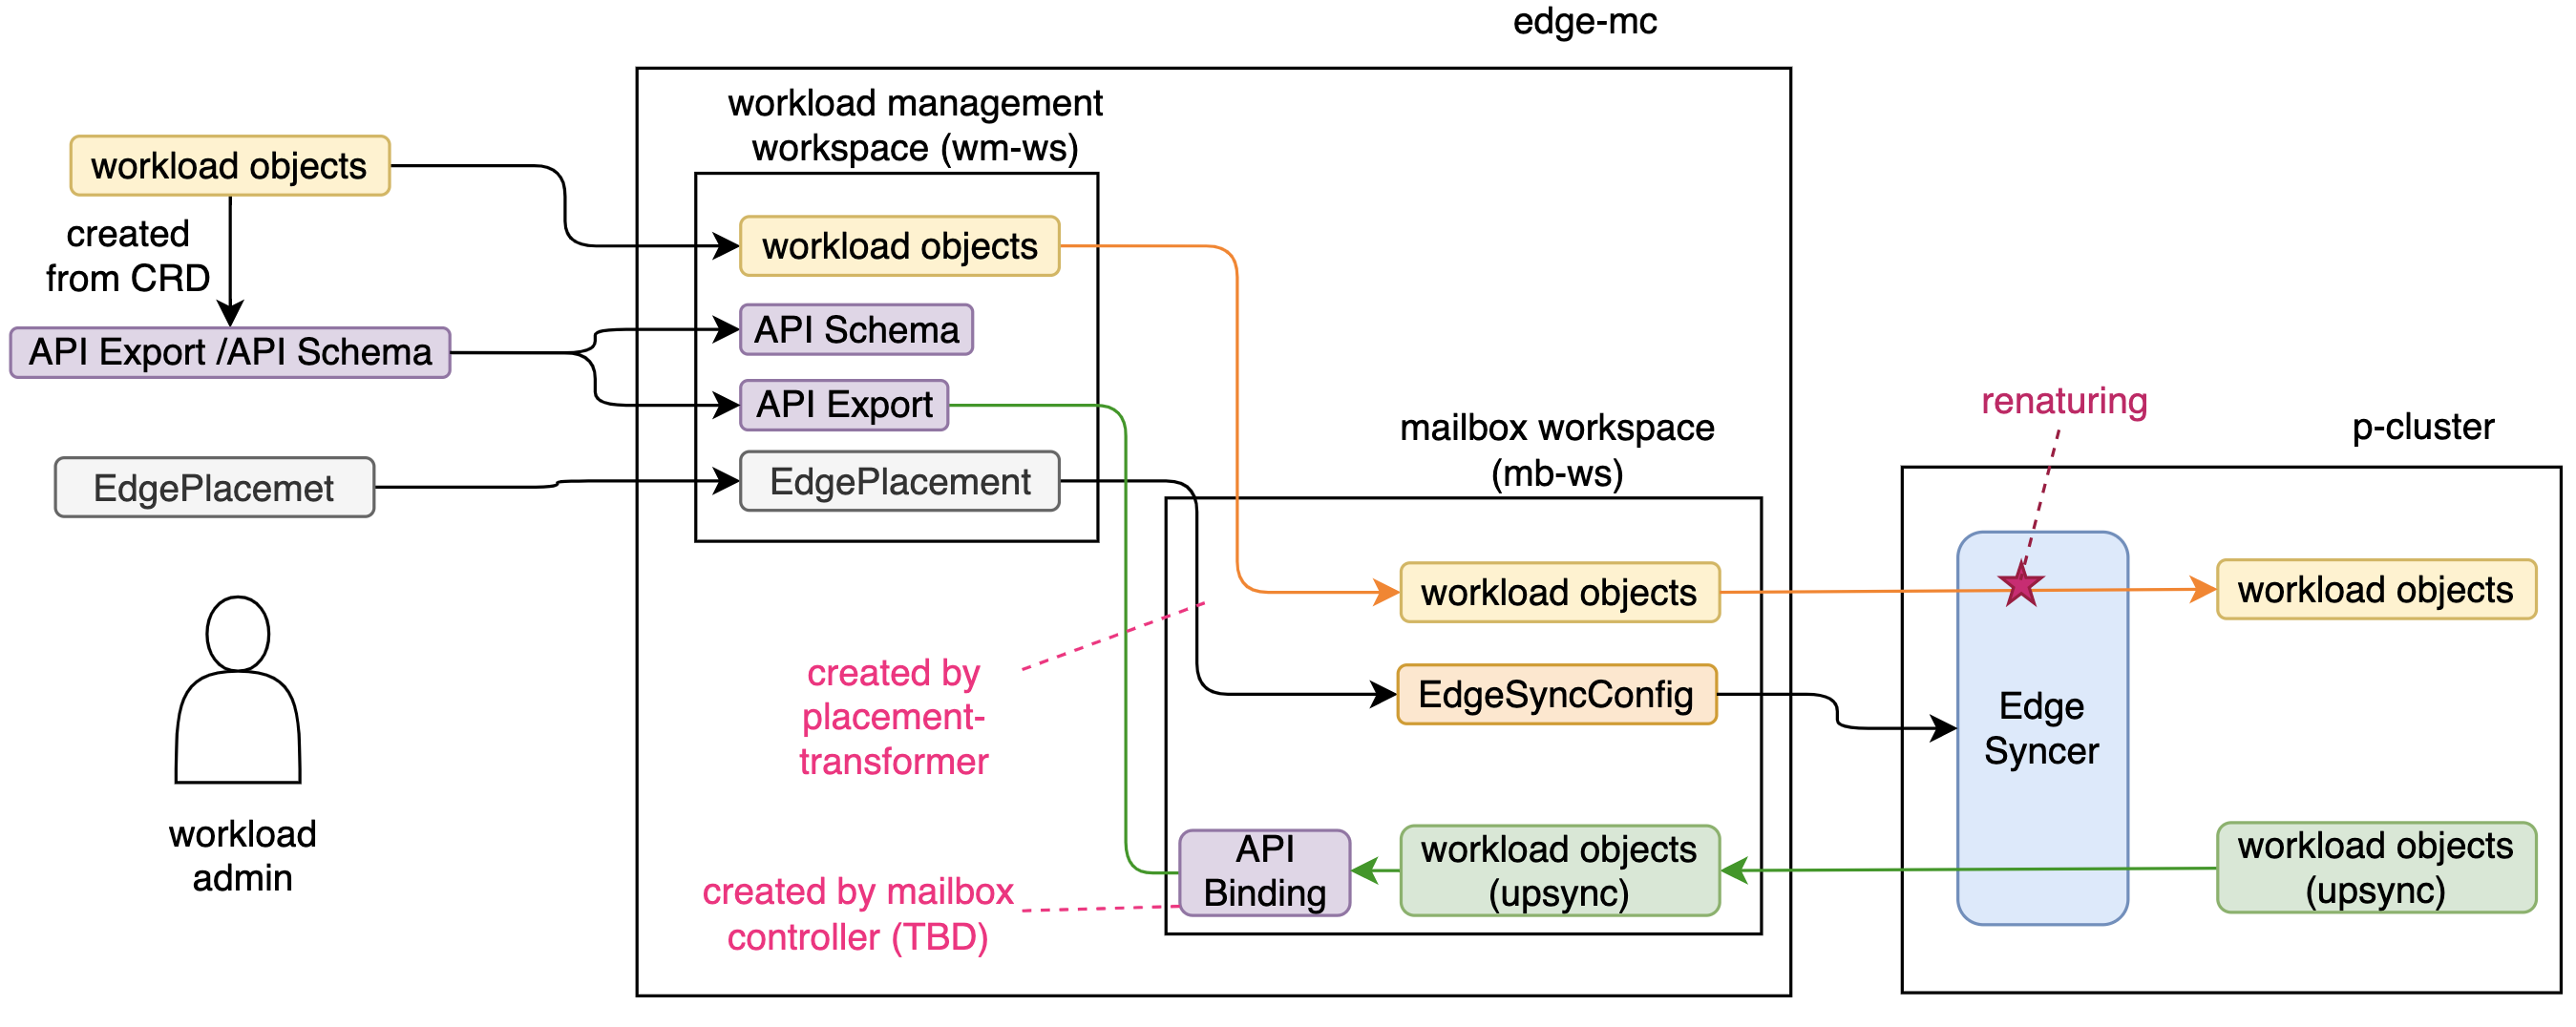 edge-mc
workload management
workspace (wm-ws)
workload objects
created
from CRD
API Export /API Schema
EdgePlacemet
workload
admin
workload objects
API Schema
API Export
EdgePlacement
mailbox workspace
(mb-ws)
workload objects
EdgeSyncConfig
API
Binding
workload objects
(upsync)
created by
placement-
transformer
created by mailbox
controller (TBD)
renaturing
p-cluster
Edge
Syncer
workload objects
workload objects
(upsync)